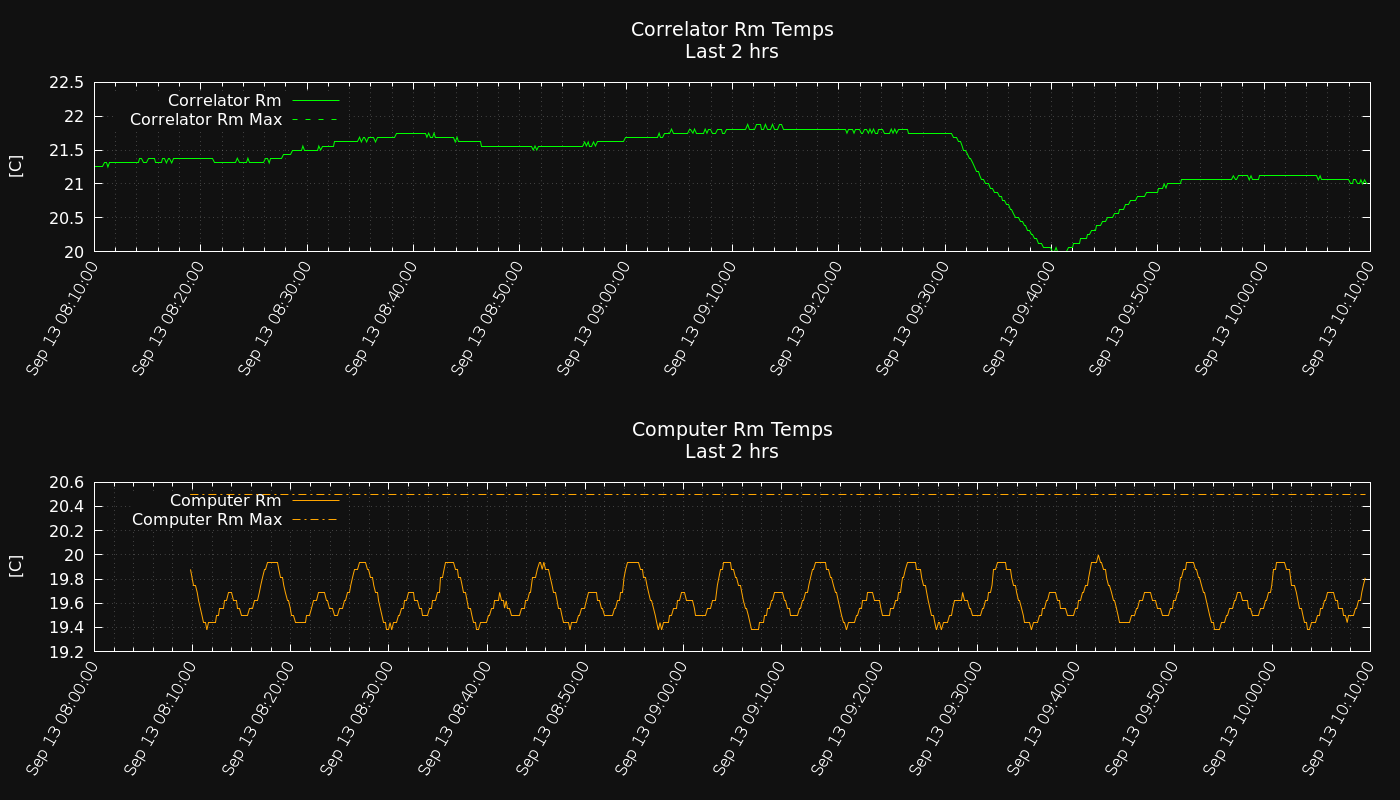 Correlator Rm Temps
Last 2 hrs
Correlator Rm
Correlator Rm Max
[C]
22.5
22
21.5
21
20.5
20
Sep 13 08:10:00
Sep 13 08:20:00
Sep 13 08:30:00
Sep 13 08:40:00
Sep 13 08:50:00
Sep 13 09:00:00
Sep 13 09:10:00
Sep 13 09:20:00
Sep 13 09:30:00
Sep 13 09:40:00
Sep 13 09:50:00
Sep 13 10:00:00
Sep 13 10:10:00
Computer Rm Temps
Last 2 hrs
Computer Rm
Computer Rm Max
[C]
20.6
20.4
20.2
20
19.8
19.6
19.4
19.2
Sep 13 08:00:00
Sep 13 08:10:00
Sep 13 08:20:00
Sep 13 08:30:00
Sep 13 08:40:00
Sep 13 08:50:00
Sep 13 09:00:00
Sep 13 09:10:00
Sep 13 09:20:00
Sep 13 09:30:00
Sep 13 09:40:00
Sep 13 09:50:00
Sep 13 10:00:00
Sep 13 10:10:00